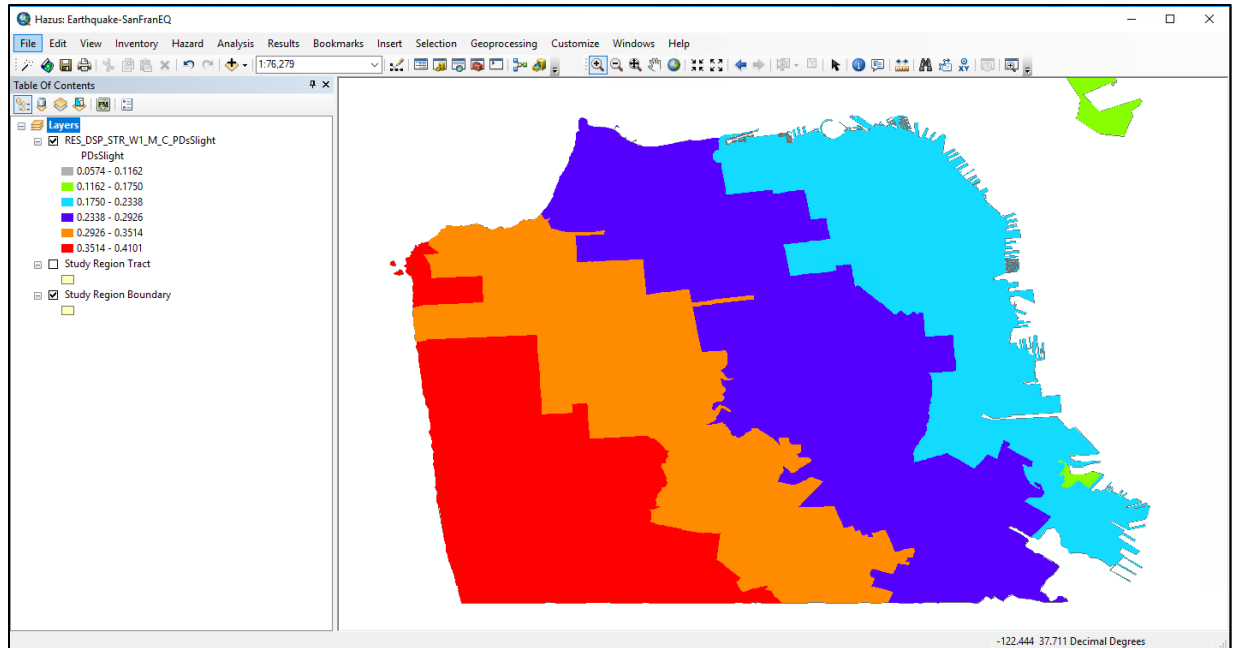 Hazus: Earthquake-SanFranEQ
File Edit View Inventory Hazard Analysis Results Bookmarks Insert Selection Geoprocessing Customize Windows Help
1:76,279
Table Of Contents
Layers
RES_DSP_STR_W1_M_C_PDsSlight
PDsSlight
0.0574 - 0.1162
0.1162 - 0.1750
0.1750 - 0.2338
0.2338 - 0.2926
0.2926 - 0.3514
0.3514 - 0.4101
Study Region Tract
Study Region Boundary
-122.444 37.711 Decimal Degrees